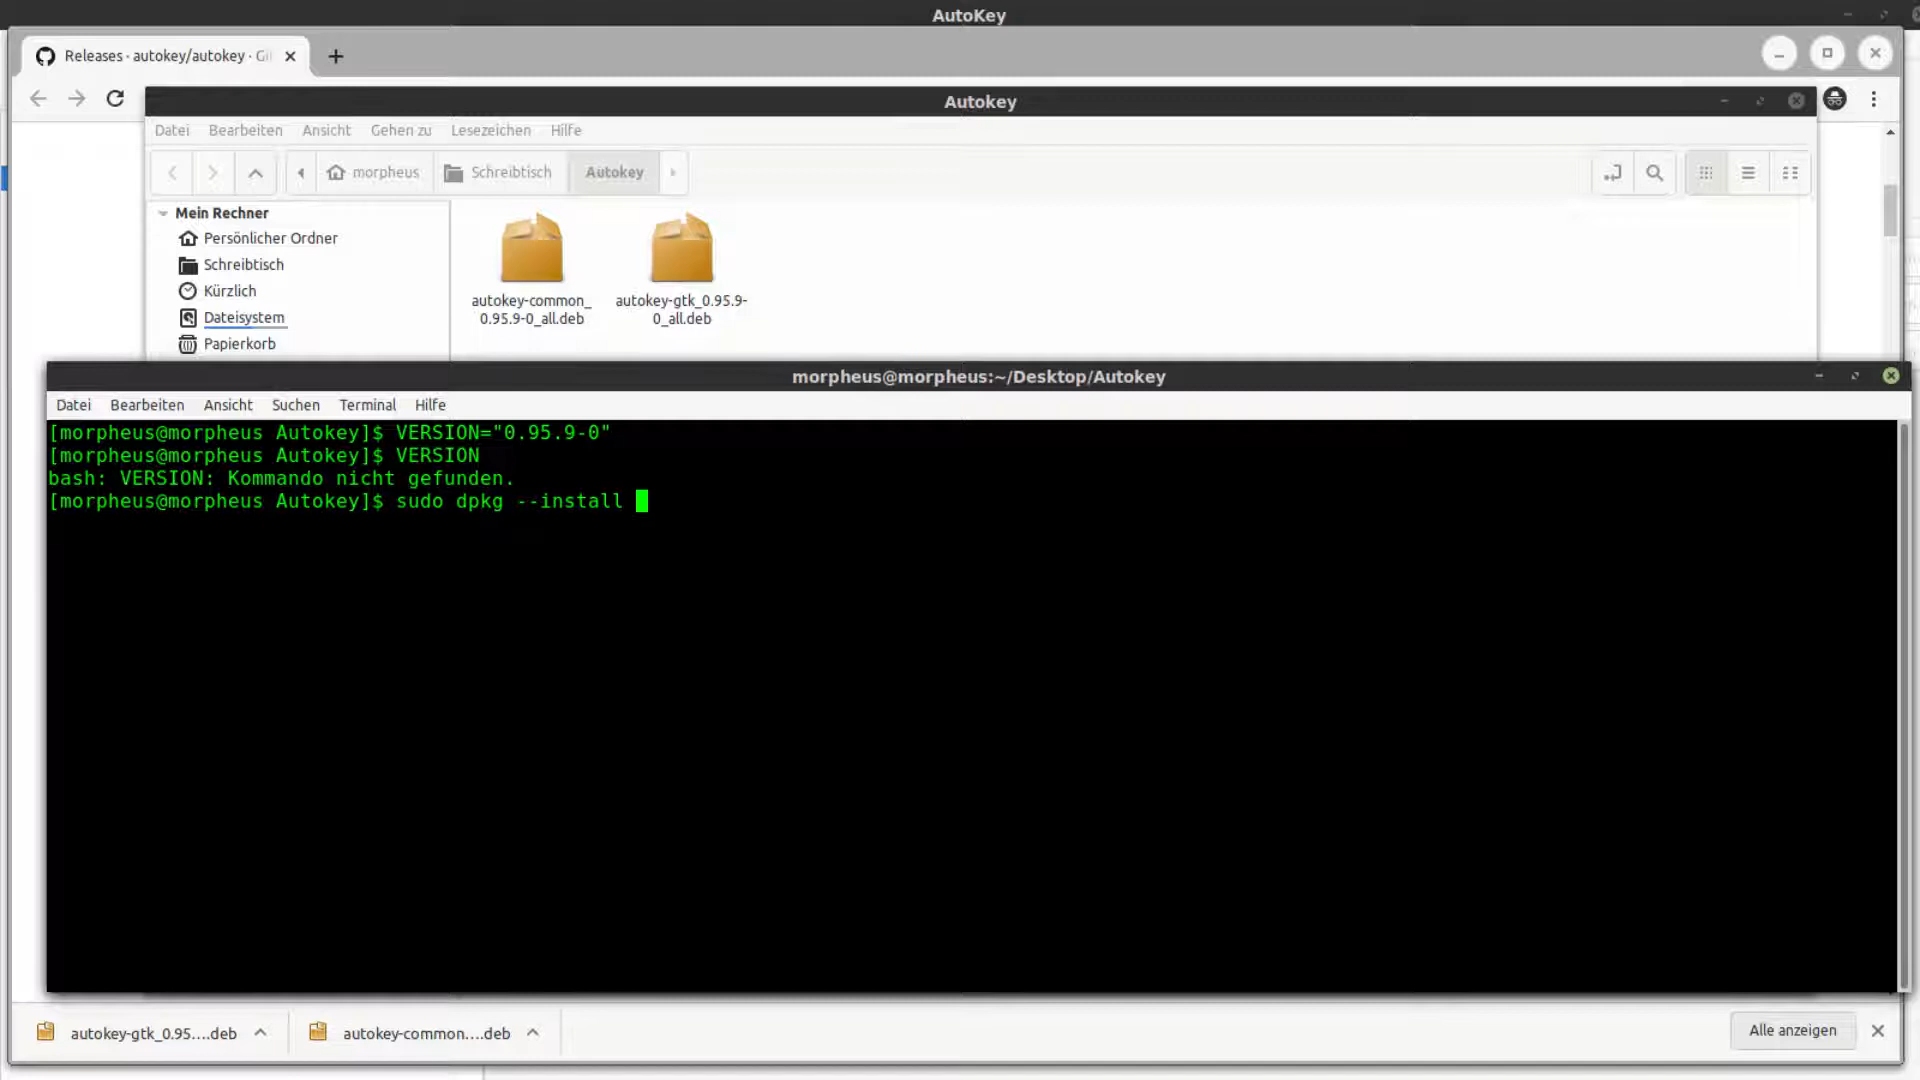 AutoKey
Releases · autokey/autokey · Gi
Autokey
Datei Bearbeiten Ansicht Gehen zu Lesezeichen Hilfe
morpheus Schreibtisch Autokey
Mein Rechner
Persönlicher Ordner
Schreibtisch
Kürzlich
Dateisystem
Papierkorb
autokey-common_
0.95.9-0_all.deb
autokey-gtk_0.95.9-
0_all.deb
morpheus@morpheus:~/Desktop/Autokey
Datei Bearbeiten Ansicht Suchen Terminal Hilfe
[morpheus@morpheus Autokey]$ VERSION="0.95.9-0"
[morpheus@morpheus Autokey]$ VERSION
bash: VERSION: Kommando nicht gefunden.
[morpheus@morpheus Autokey]$ sudo dpkg --install
autokey-gtk_0.95....deb
autokey-common....deb
Alle anzeigen